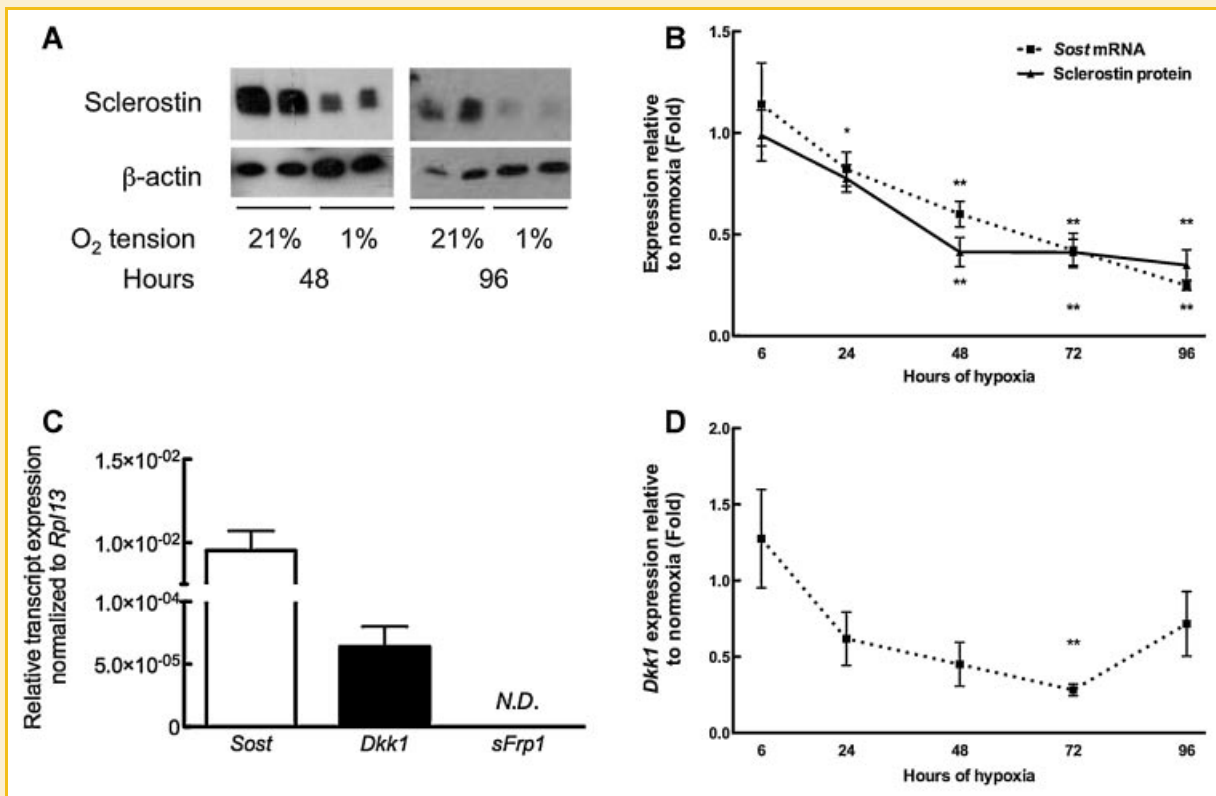 A
Sclerostin
β-actin
O₂ tension 21% 1% 21% 1%
Hours 48 96
B
Expression relative
to normoxia (Fold)
1.5
1.0
0.5
0.0
Sost mRNA
Sclerostin protein
*
**
**
**
**
**
**
6 24 48 72 96
Hours of hypoxia
C
Relative transcript expression
normalized to Rpl13
1.5×10⁻⁰²
1.0×10⁻⁰²
1.0×10⁻⁰⁴
5.0×10⁻⁰⁵
0
N.D.
Sost Dkk1 sFrp1
D
Dkk1 expression relative
to normoxia (Fold)
2.0
1.5
1.0
0.5
0.0
**
6 24 48 72 96
Hours of hypoxia